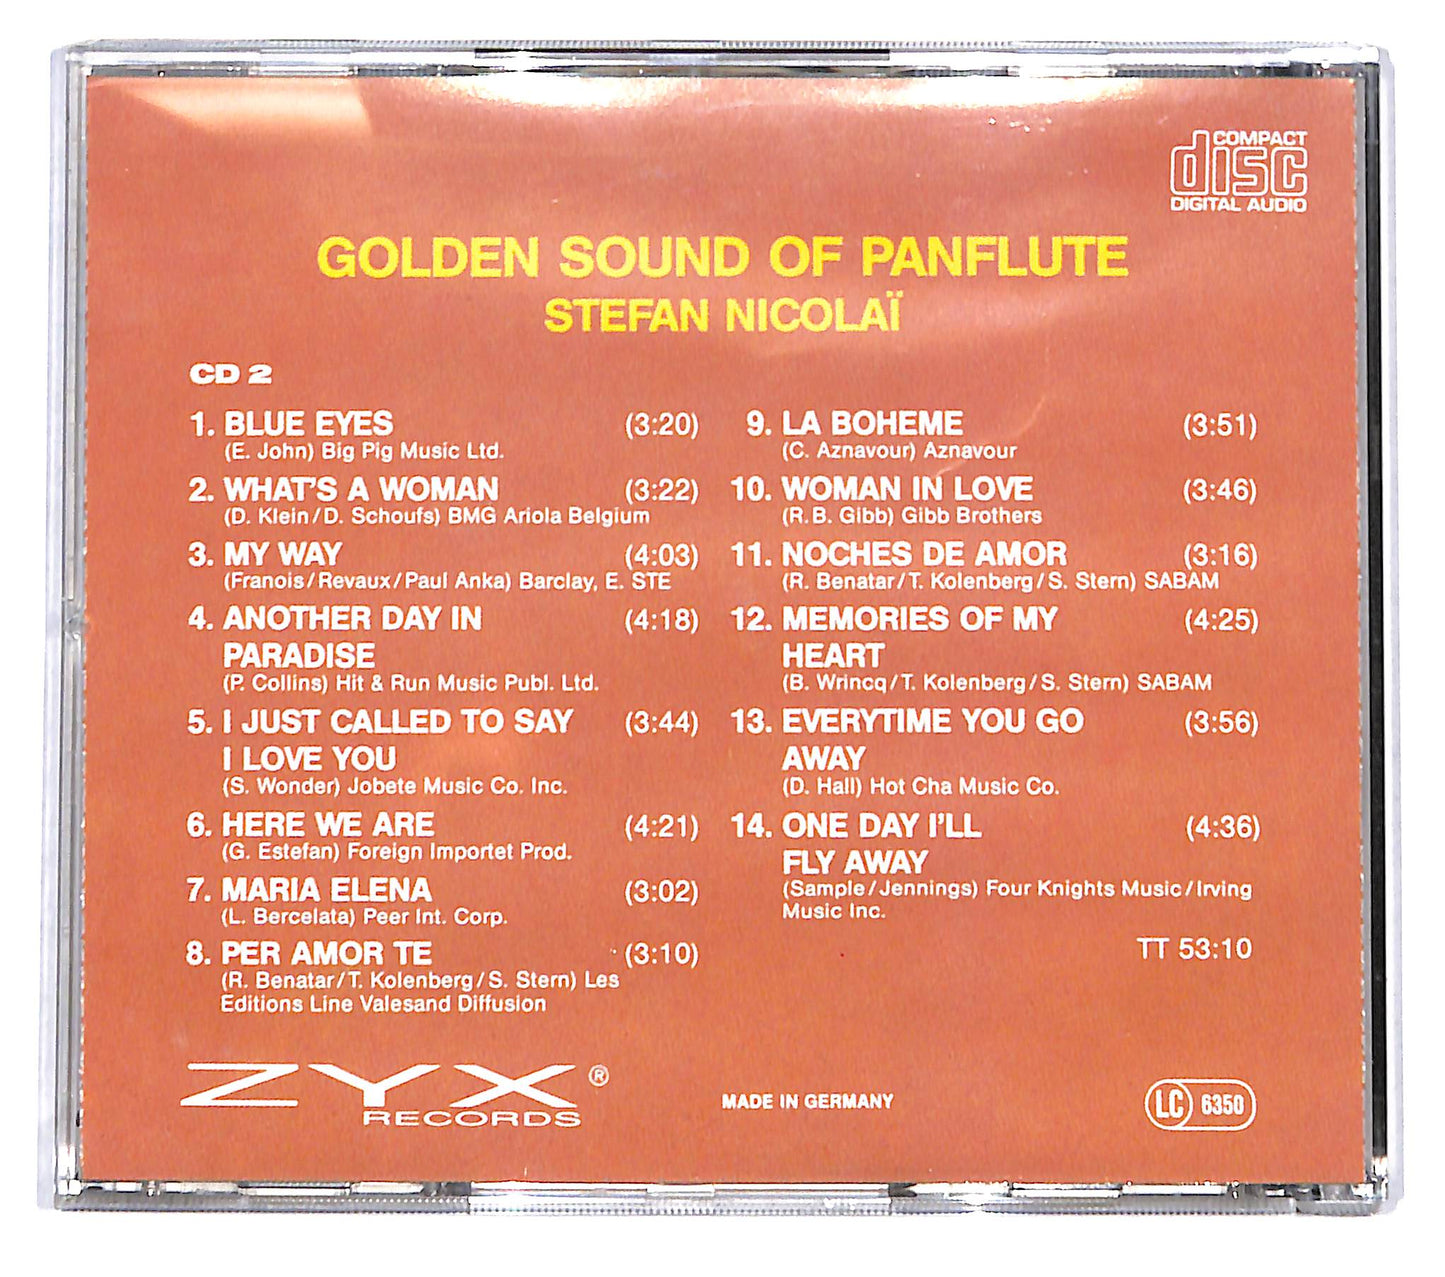 COMPACT
disc
DIGITAL AUDIO
GOLDEN SOUND OF PANFLUTE
STEFAN NICOLAÏ
CD 2
1. BLUE EYES (3:20)
(E. John) Big Pig Music Ltd.
2. WHAT'S A WOMAN (3:22)
(D. Klein/D. Schoufs) BMG Ariola Belgium
3. MY WAY (4:03)
(Franois/Revaux/Paul Anka) Barclay, E. STE
4. ANOTHER DAY IN (4:18)
PARADISE
(P. Collins) Hit & Run Music Publ. Ltd.
5. I JUST CALLED TO SAY (3:44)
I LOVE YOU
(S. Wonder) Jobete Music Co. Inc.
6. HERE WE ARE (4:21)
(G. Estefan) Foreign Importet Prod.
7. MARIA ELENA (3:02)
(L. Bercelata) Peer Int. Corp.
8. PER AMOR TE (3:10)
(R. Benatar/T. Kolenberg/S. Stern) Les
Editions Line Valesand Diffusion
9. LA BOHEME (3:51)
(C. Aznavour) Aznavour
10. WOMAN IN LOVE (3:46)
(R.B. Gibb) Gibb Brothers
11. NOCHES DE AMOR (3:16)
(R. Benatar/T. Kolenberg/S. Stern) SABAM
12. MEMORIES OF MY (4:25)
HEART
(B. Wrincq/T. Kolenberg/S. Stern) SABAM
13. EVERYTIME YOU GO (3:56)
AWAY
(D. Hall) Hot Cha Music Co.
14. ONE DAY I'LL (4:36)
FLY AWAY
(Sample/Jennings) Four Knights Music/Irving
Music Inc.
TT 53:10
ZYX ®
RECORDS
MADE IN GERMANY
LC 6350